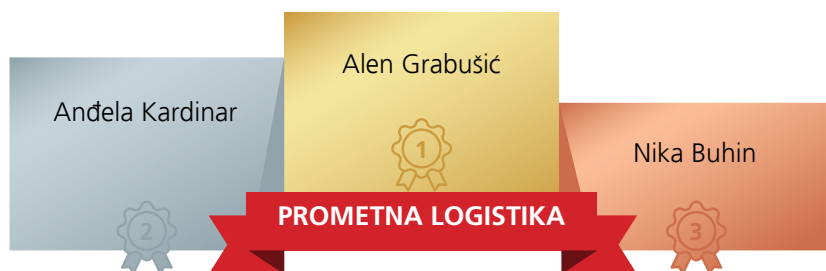 Alen Grabušić
1
Anđela Kardinar
2
Nika Buhin
3
PROMETNA LOGISTIKA